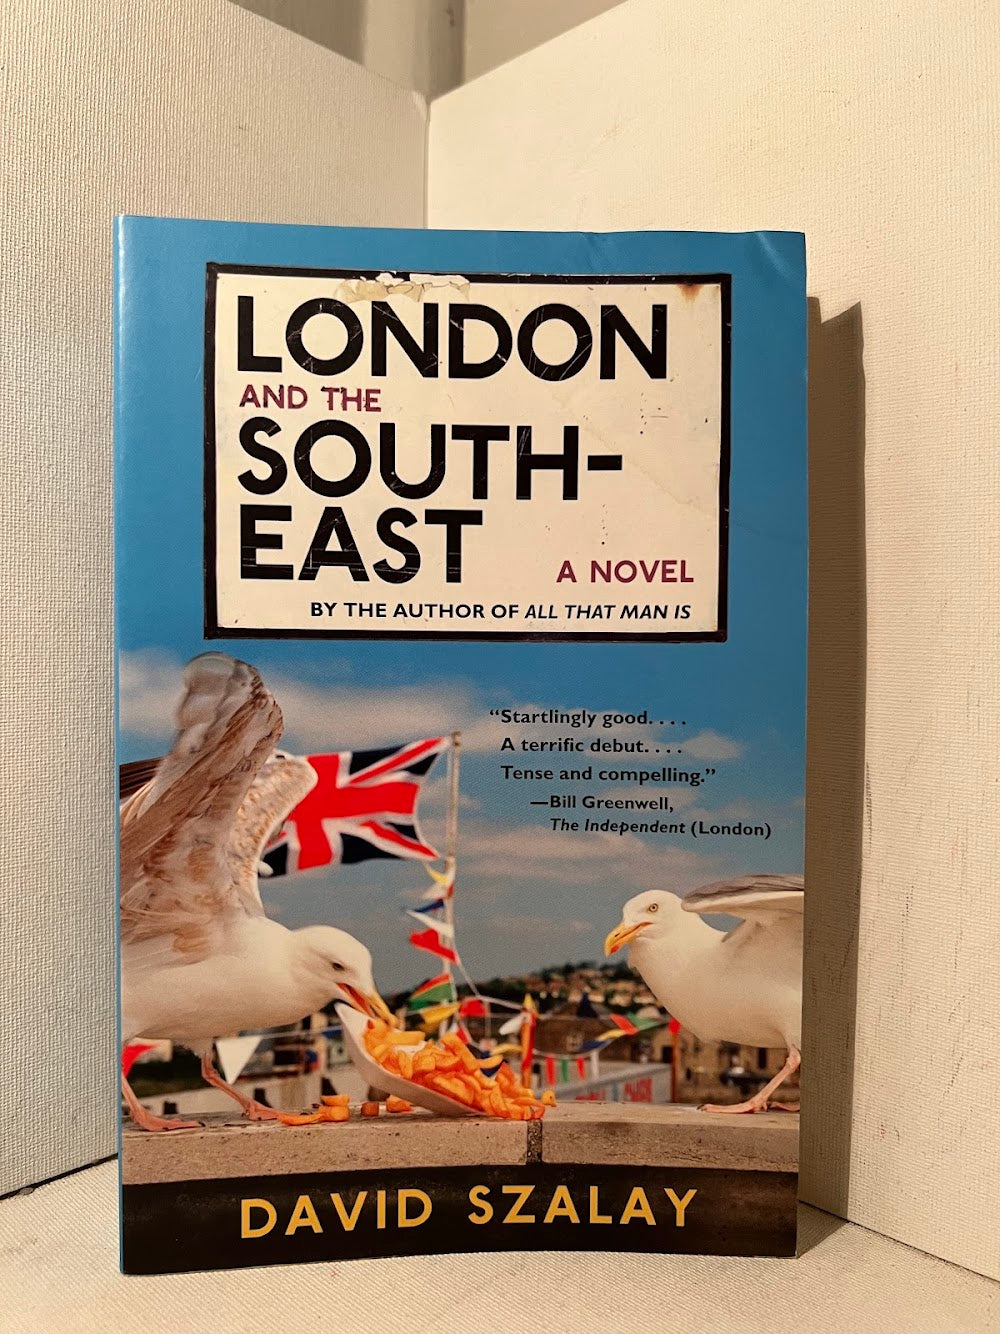 LONDON
AND THE
SOUTH-
EAST
A NOVEL
BY THE AUTHOR OF ALL THAT MAN IS
“Startlingly good. . . .
A terrific debut. . . .
Tense and compelling.”
—Bill Greenwell,
The Independent (London)
DAVID SZALAY